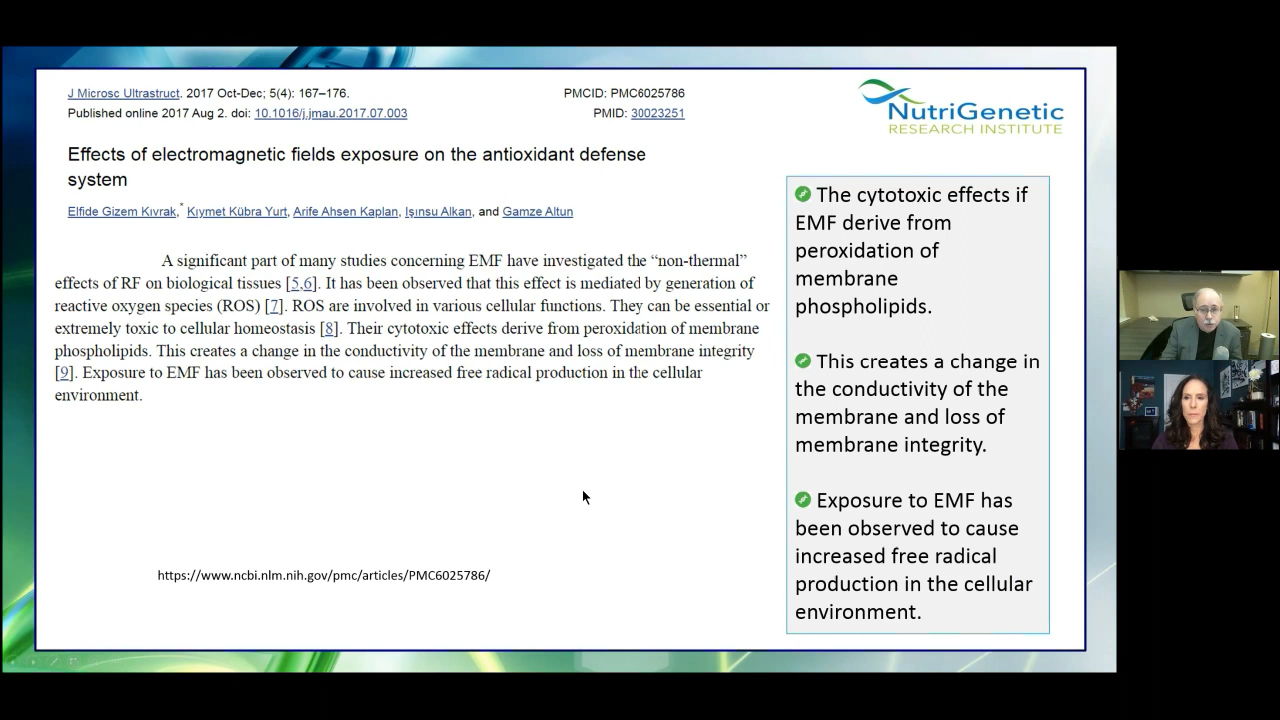 J Microsc Ultrastruct. 2017 Oct-Dec; 5(4): 167–176.
PMCID: PMC6025786
Published online 2017 Aug 2. doi: 10.1016/j.jmau.2017.07.003
PMID: 30023251
Effects of electromagnetic fields exposure on the antioxidant defense
system
Elfide Gizem Kıvrak,* Kıymet Kübra Yurt, Arife Ahsen Kaplan, Işınsu Alkan, and Gamze Altun
A significant part of many studies concerning EMF have investigated the “non-thermal”
effects of RF on biological tissues [5,6]. It has been observed that this effect is mediated by generation of
reactive oxygen species (ROS) [7]. ROS are involved in various cellular functions. They can be essential or
extremely toxic to cellular homeostasis [8]. Their cytotoxic effects derive from peroxidation of membrane
phospholipids. This creates a change in the conductivity of the membrane and loss of membrane integrity
[9]. Exposure to EMF has been observed to cause increased free radical production in the cellular
environment.
https://www.ncbi.nlm.nih.gov/pmc/articles/PMC6025786/
NutriGenetic
RESEARCH INSTITUTE
The cytotoxic effects if
EMF derive from
peroxidation of
membrane
phospholipids.
This creates a change in
the conductivity of the
membrane and loss of
membrane integrity.
Exposure to EMF has
been observed to cause
increased free radical
production in the cellular
environment.